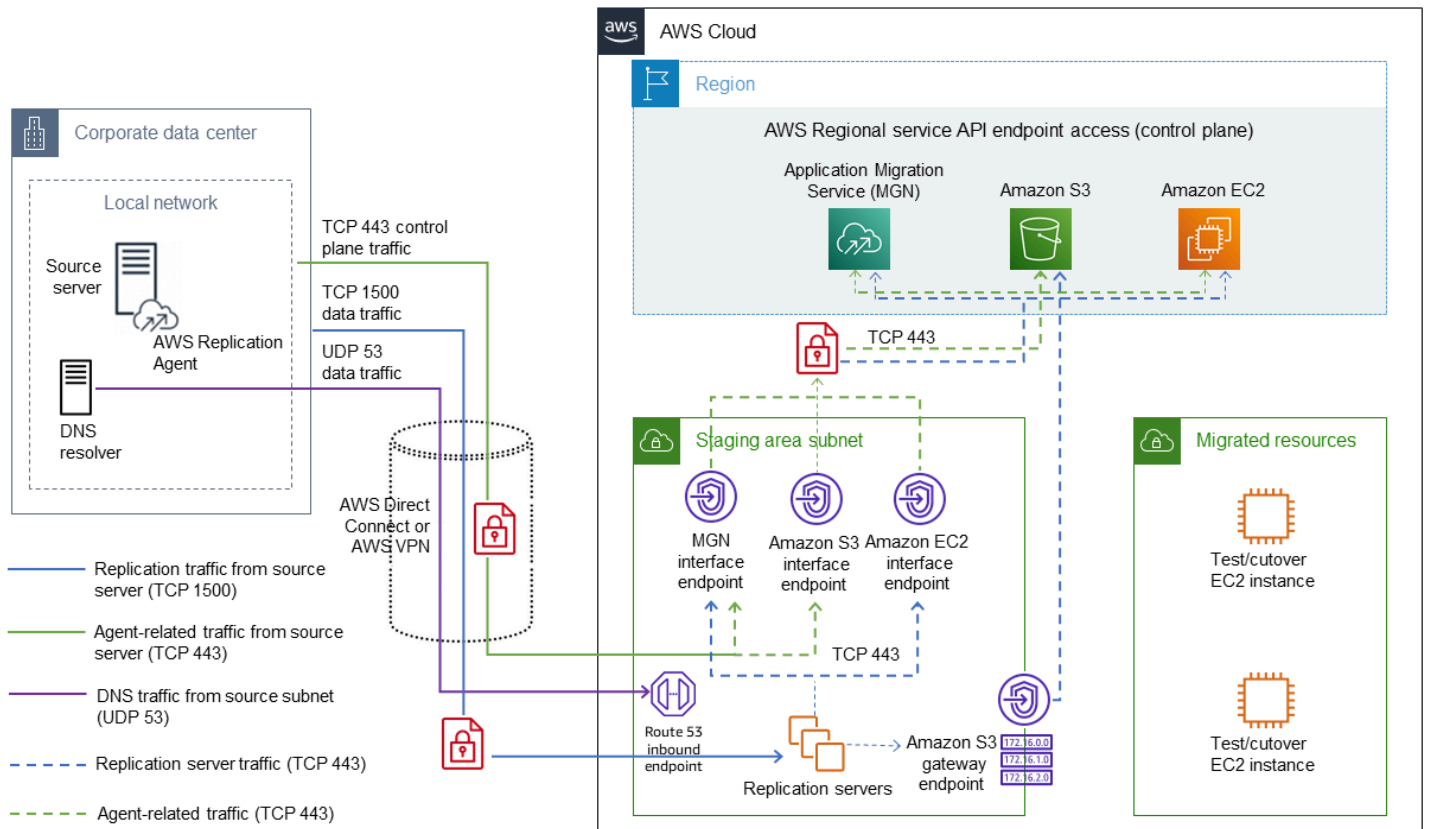 aws
AWS Cloud
Region
AWS Regional service API endpoint access (control plane)
Application Migration
Service (MGN)
Amazon S3
Amazon EC2
Corporate data center
Local network
Source
server
AWS Replication
Agent
DNS
resolver
TCP 443 control
plane traffic
TCP 1500
data traffic
UDP 53
data traffic
AWS Direct
Connect or
AWS VPN
TCP 443
Staging area subnet
MGN
interface
endpoint
Amazon S3
interface
endpoint
Amazon EC2
interface
endpoint
TCP 443
Route 53
inbound
endpoint
Replication servers
Amazon S3
gateway
endpoint
172.16.0.0
172.16.1.0
172.16.2.0
Migrated resources
Test/cutover
EC2 instance
Test/cutover
EC2 instance
Replication traffic from source
server (TCP 1500)
Agent-related traffic from source
server (TCP 443)
DNS traffic from source subnet
(UDP 53)
Replication server traffic (TCP 443)
Agent-related traffic (TCP 443)